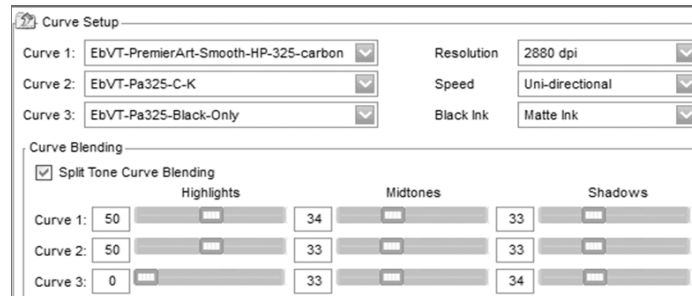 Curve Setup
Curve 1: EbVT-PremierArt-Smooth-HP-325-carbon Resolution 2880 dpi
Curve 2: EbVT-Pa325-C-K Speed Uni-directional
Curve 3: EbVT-Pa325-Black-Only Black Ink Matte Ink
Curve Blending
Split Tone Curve Blending
Highlights Midtones Shadows
Curve 1: 50 34 33
Curve 2: 50 33 33
Curve 3: 0 33 34